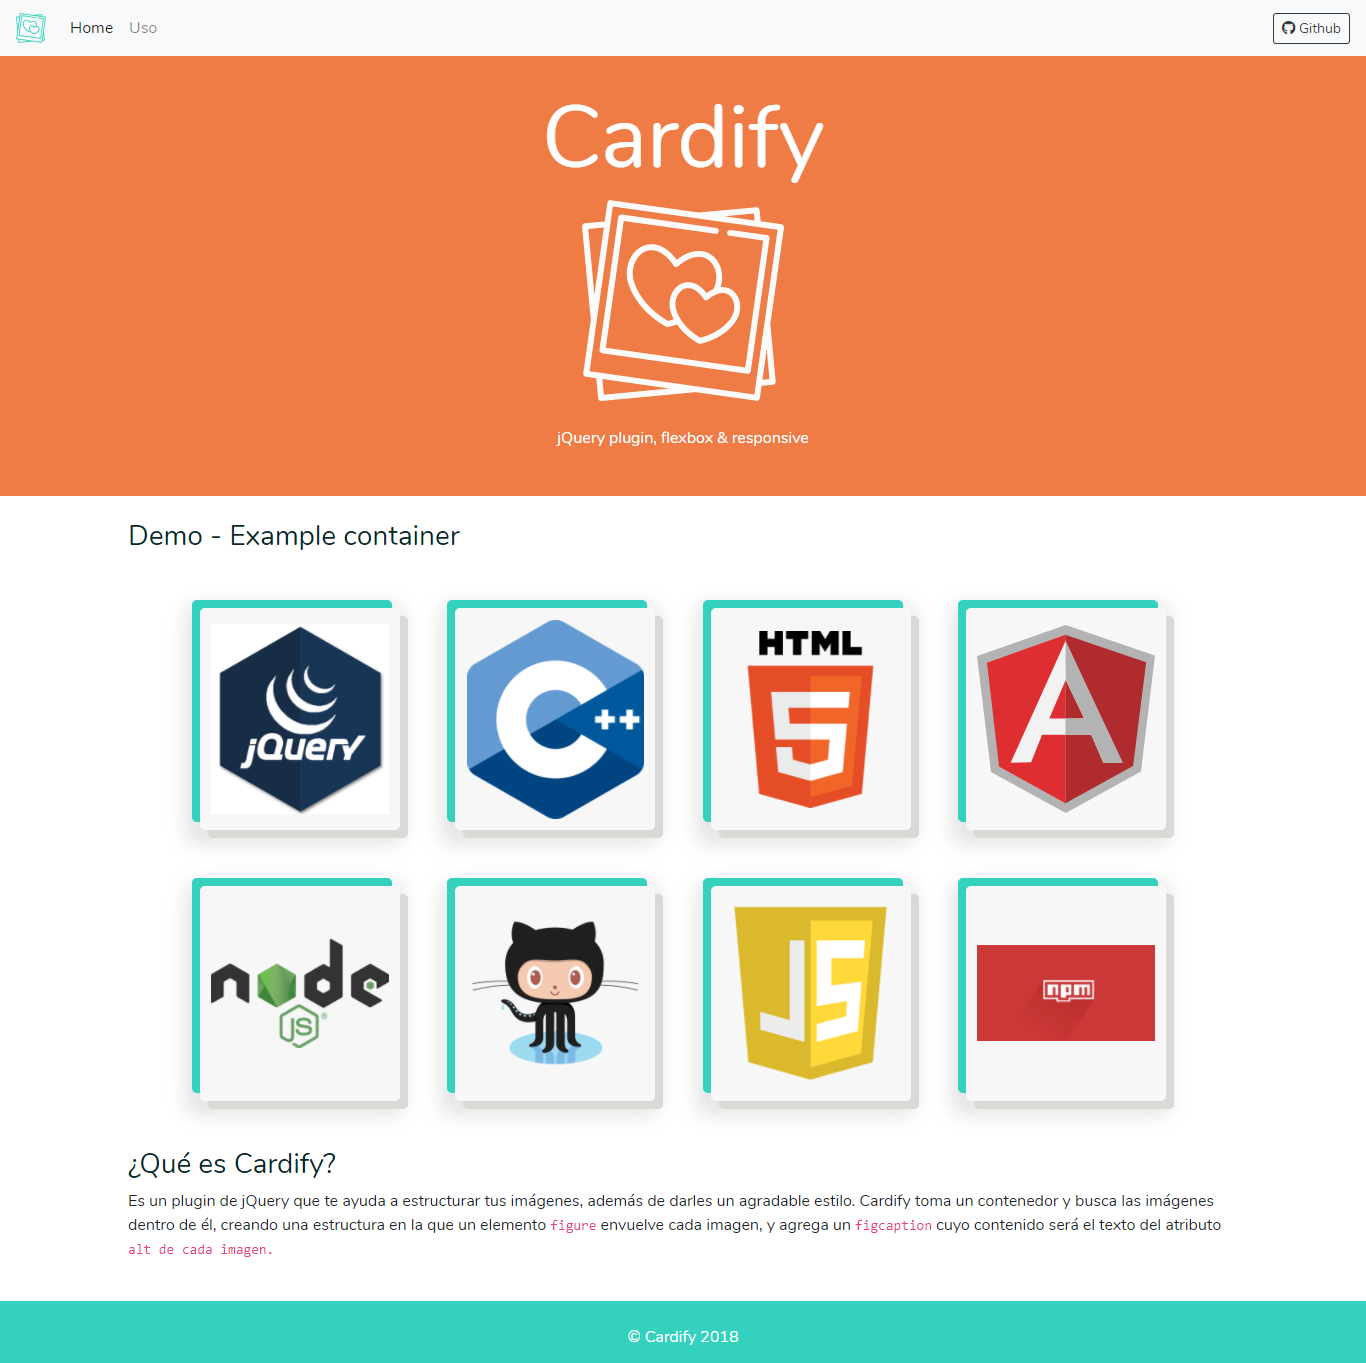 Home Uso Github
Cardify
jQuery plugin, flexbox & responsive
Demo - Example container
jQuery
C++
HTML
5
A
node
JS®
JS
npm
¿Qué es Cardify?
Es un plugin de jQuery que te ayuda a estructurar tus imágenes, además de darles un agradable estilo. Cardify toma un contenedor y busca las imágenes
dentro de él, creando una estructura en la que un elemento figure envuelve cada imagen, y agrega un figcaption cuyo contenido será el texto del atributo
alt de cada imagen.
© Cardify 2018